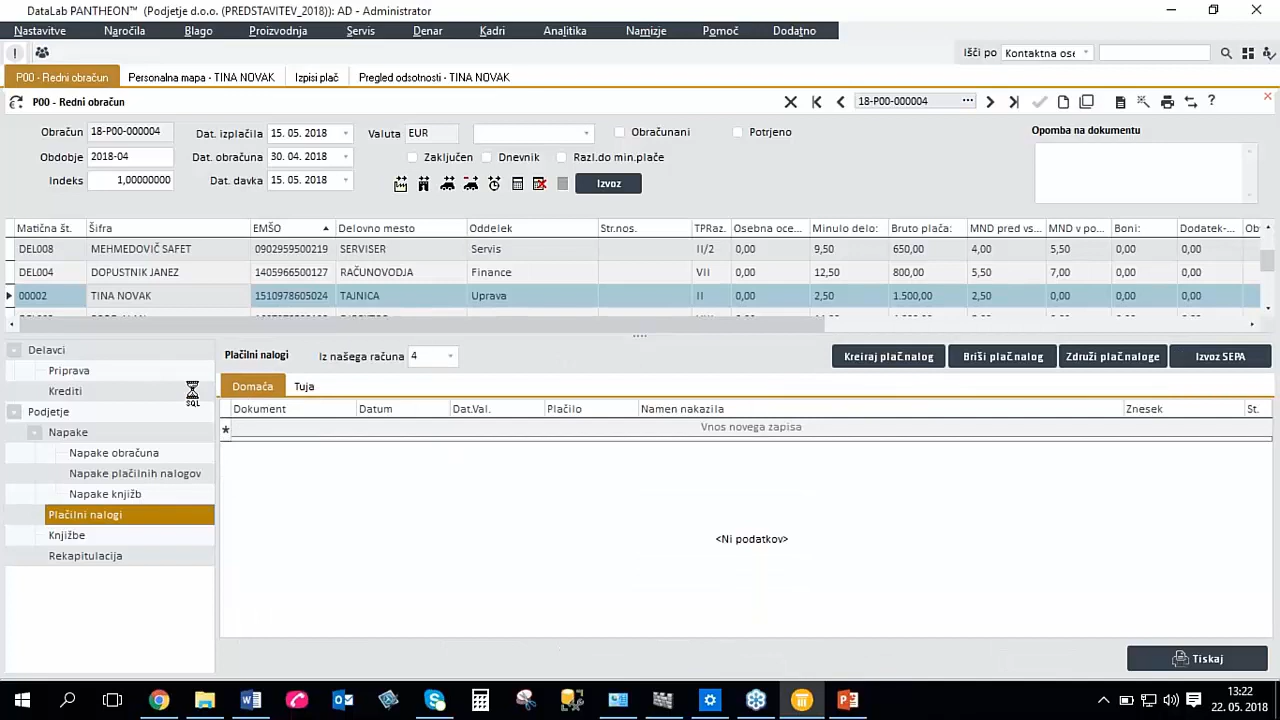 DataLab PANTHEON™ (Podjetje d.o.o. (PREDSTAVITEV_2018)): AD - Administrator
Nastavitve Naročila Blago Proizvodnja Servis Denar Kadri Analitika Namizje Pomoč Dodatno
Išči po Kontaktna ose
P00 - Redni obračun Personalna mapa - TINA NOVAK Izpisi plač Pregled odsotnosti - TINA NOVAK
P00 - Redni obračun 18-P00-000004 ... ?
Obračun 18-P00-000004 Dat. izplačila 15. 05. 2018 Valuta EUR Obračunani Potrjeno Opomba na dokumentu
Obdobje 2018-04 Dat. obračuna 30. 04. 2018 Zaključen Dnevnik Razl.do min.plače
Indeks 1,00000000 Dat. davka 15. 05. 2018 Izvoz
Matična št. Šifra EMŠO Delovno mesto Oddelek Str.nos. TPRaz. Osebna oce... Minulo delo: Bruto plača: MND pred vs... MND v po... Boni: Dodatek-...
DEL008 MEHMEDOVIČ SAFET 0902959500219 SERVISER Servis II/2 0,00 9,50 650,00 4,00 5,50 0,00 0,00
DEL004 DOPUSTNIK JANEZ 1405966500127 RAČUNOVODJA Finance VII 0,00 12,50 800,00 5,50 7,00 0,00 0,00
00002 TINA NOVAK 1510978605024 TAJNICA Uprava II 0,00 2,50 1.500,00 2,50 0,00 0,00 0,00
Delavci
Priprava
Krediti
Podjetje
Napake
Napake obračuna
Napake plačilnih nalogov
Napake knjižb
Plačilni nalogi
Knjižbe
Rekapitulacija
Plačilni nalogi Iz našega računa 4 Kreiraj plač.nalog Briši plač.nalog Združi plač.naloge Izvoz SEPA
Domača Tuja
Dokument Datum Dat.Val. Plačilo Namen nakazila Znesek St.
Vnos novega zapisa
<Ni podatkov>
Tiskaj
SQL
13:22
22. 05. 2018